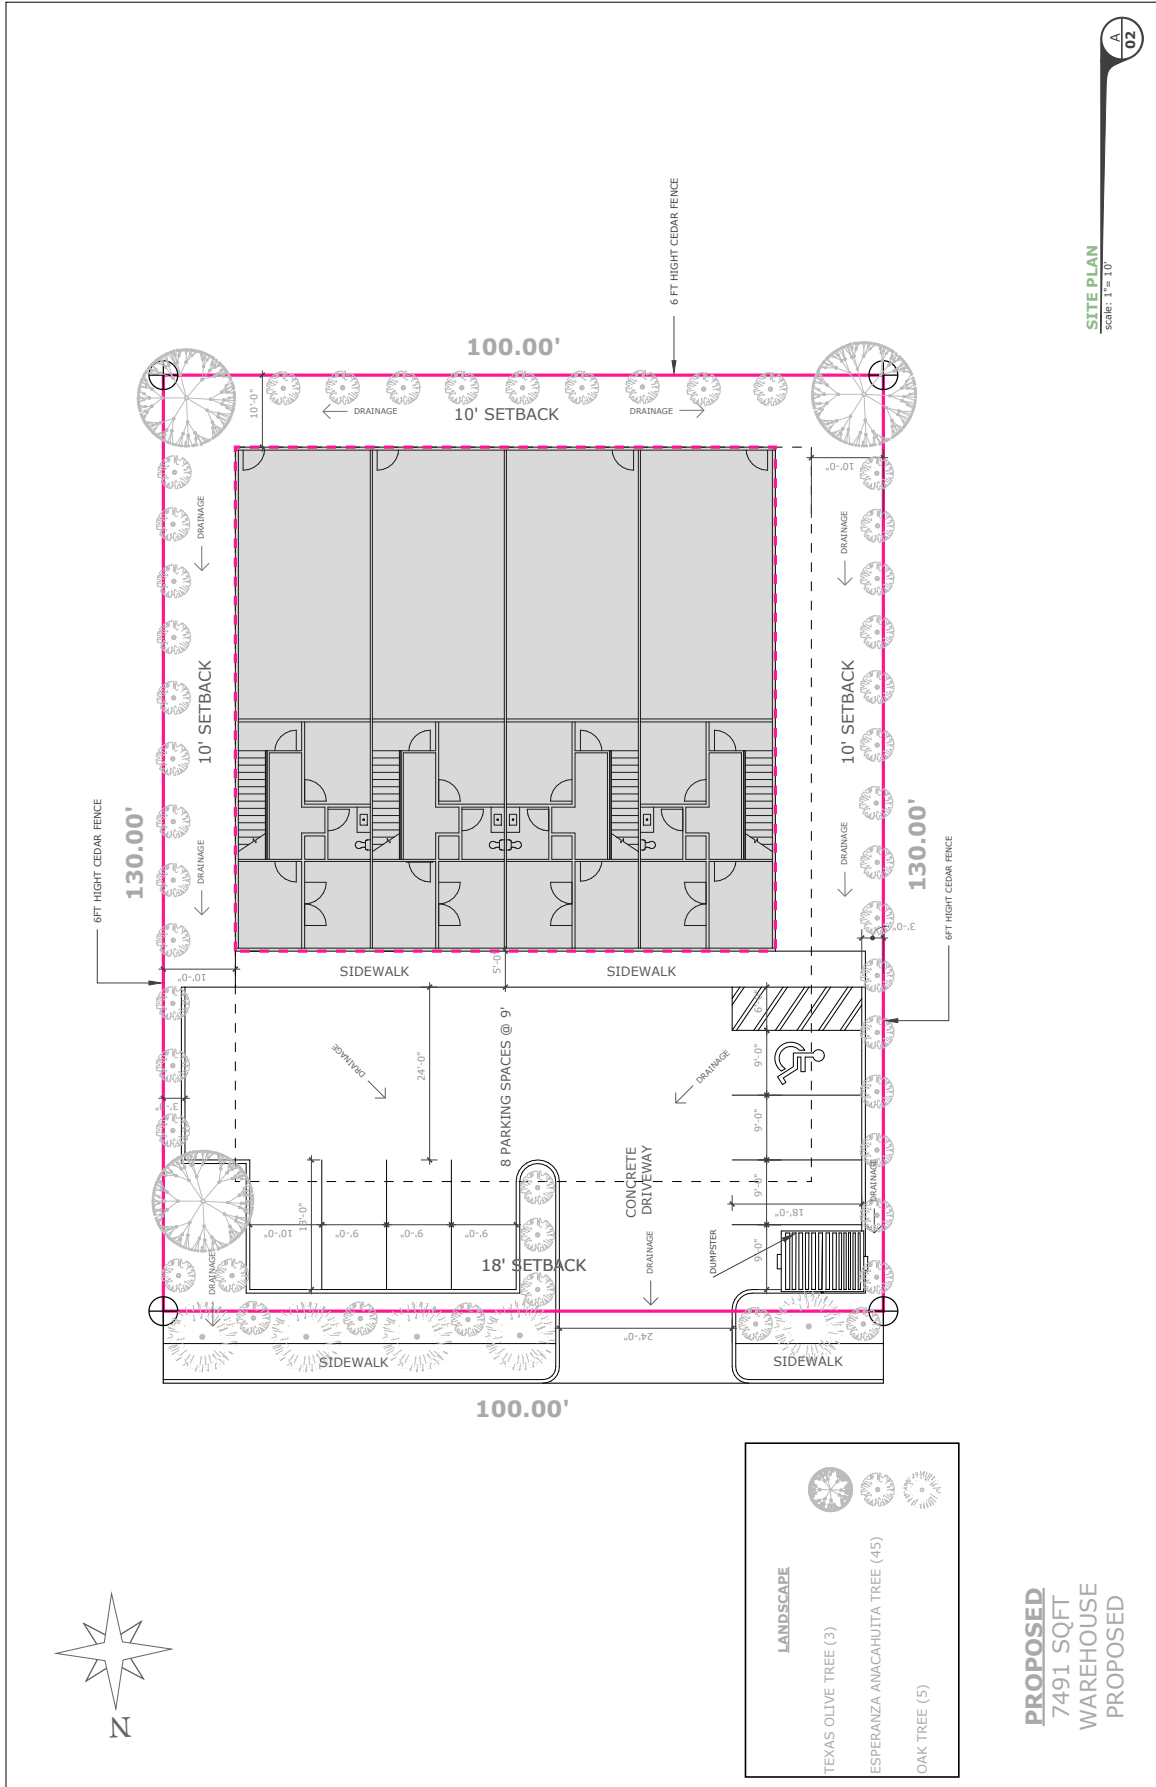 A
02
SITE PLAN
scale: 1"= 10'
6 FT HIGHT CEDAR FENCE
100.00'
10'-0"
DRAINAGE
DRAINAGE
10' SETBACK
10'-0"
DRAINAGE
DRAINAGE
10' SETBACK
10' SETBACK
6FT HIGHT CEDAR FENCE
130.00'
DRAINAGE
DRAINAGE
130.00'
6FT HIGHT CEDAR FENCE
3'-0"
10'-0"
SIDEWALK
5'-0"
SIDEWALK
6'-0"
24'-0"
8 PARKING SPACES @ 9'
DRAINAGE
DRAINAGE
9'-0"
3'-0"
9'-0"
CONCRETE
DRIVEWAY
9'-0"
DRAINAGE
18'-0"
18'-0"
10'-0"
9'-0"
9'-0"
9'-0"
DRAINAGE
18' SETBACK
DRAINAGE
DUMPSTER
9'-0"
24'-0"
SIDEWALK
SIDEWALK
100.00'
LANDSCAPE
TEXAS OLIVE TREE (3)
ESPERANZA ANACAHUITA TREE (45)
OAK TREE (5)
N
PROPOSED
7491 SQFT
WAREHOUSE
PROPOSED